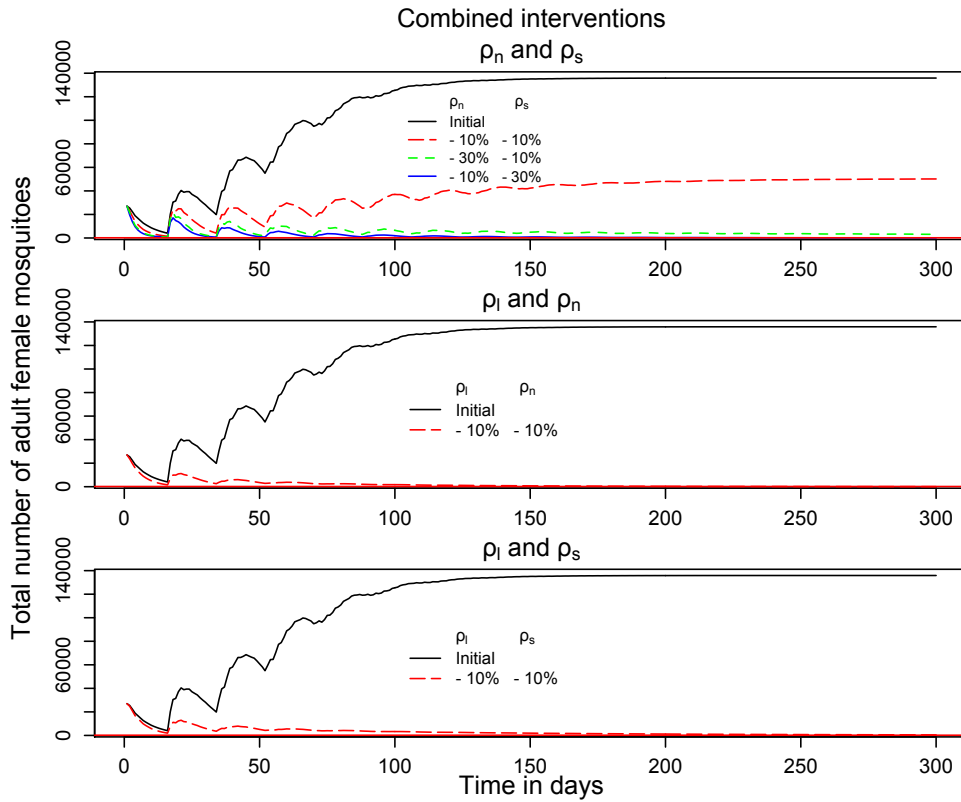 Combined interventions
ρn and ρs
140000
60000
0
ρn ρs
Initial
- 10% - 10%
- 30% - 10%
- 10% - 30%
0 50 100 150 200 250 300
ρl and ρn
140000
60000
0
ρl ρn
Initial
- 10% - 10%
0 50 100 150 200 250 300
ρl and ρs
140000
60000
0
ρl ρs
Initial
- 10% - 10%
0 50 100 150 200 250 300
Time in days
Total number of adult female mosquitoes